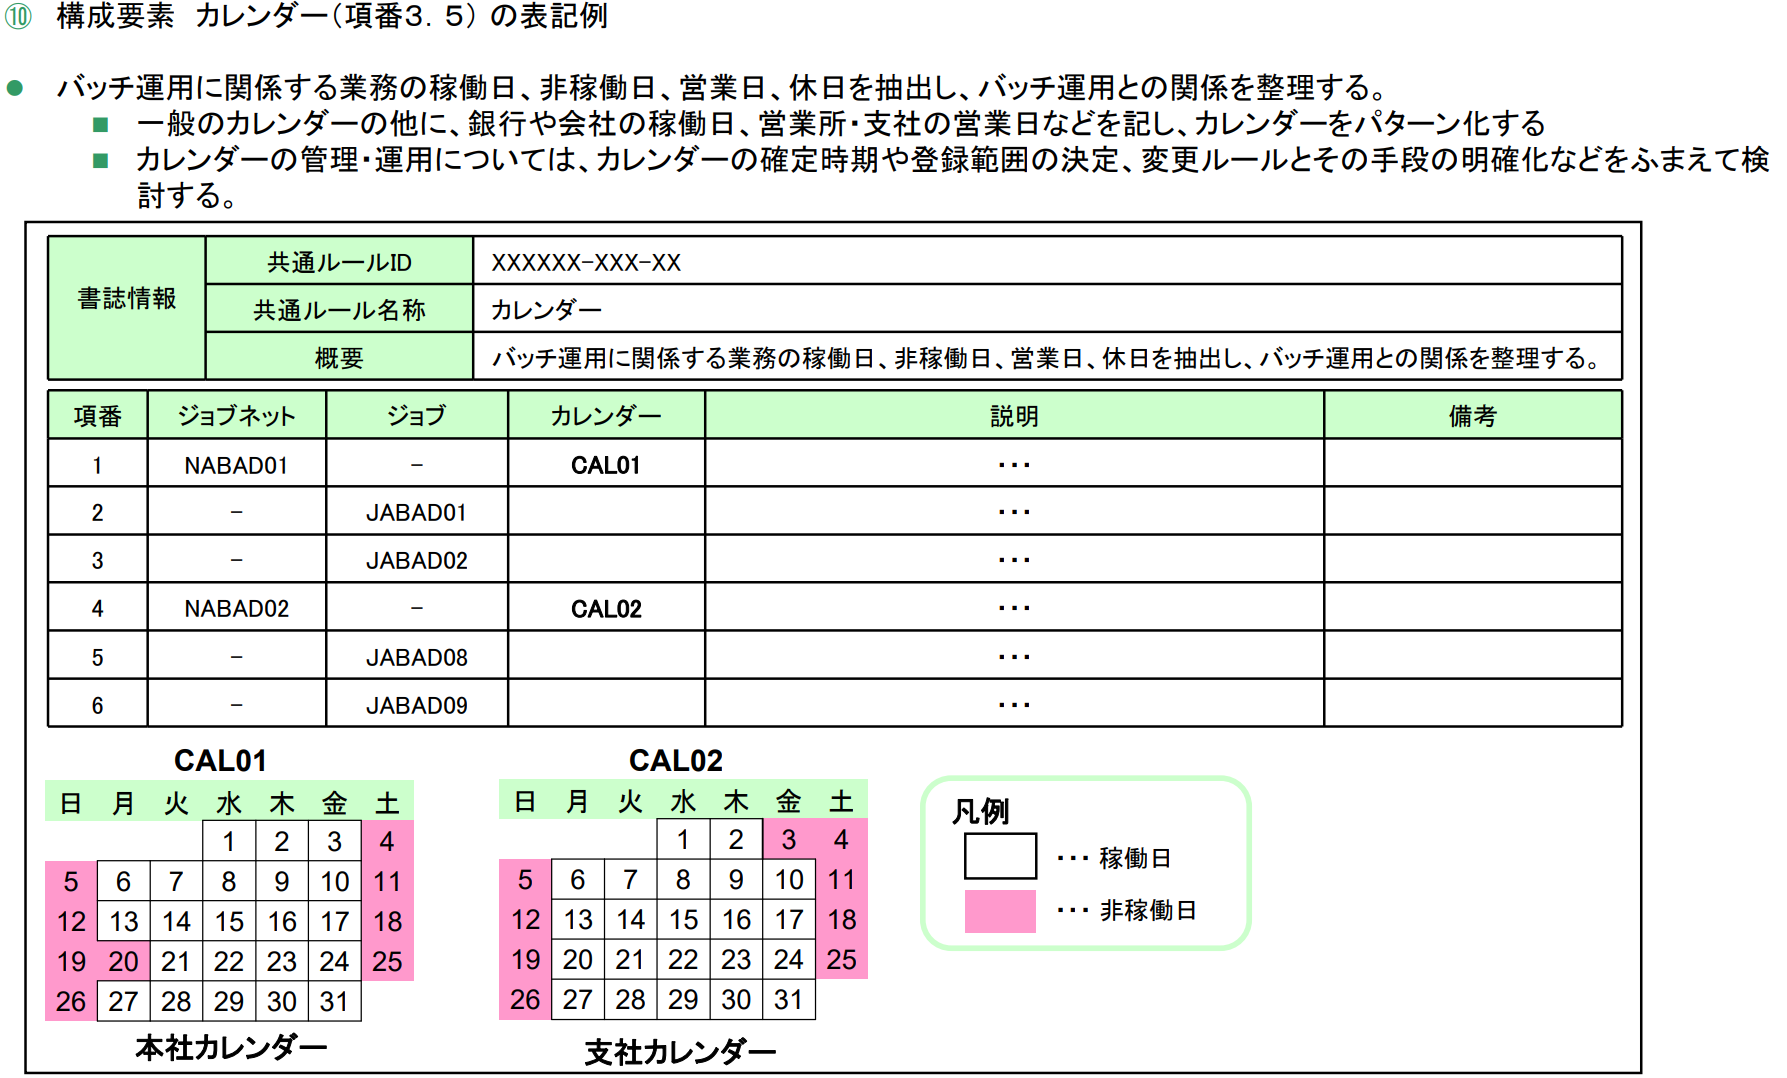 ⑩ 構成要素 カレンダー(項番3.5)の表記例
● バッチ運用に関係する業務の稼働日、非稼働日、営業日、休日を抽出し、バッチ運用との関係を整理する。
■ 一般のカレンダーの他に、銀行や会社の稼働日、営業所・支社の営業日などを記し、カレンダーをパターン化する
■ カレンダーの管理・運用については、カレンダーの確定時期や登録範囲の決定、変更ルールとその手段の明確化などをふまえて検
討する。
書誌情報
共通ルールID XXXXXX-XXX-XX
共通ルール名称 カレンダー
概要 バッチ運用に関係する業務の稼働日、非稼働日、営業日、休日を抽出し、バッチ運用との関係を整理する。
項番 ジョブネット ジョブ カレンダー 説明 備考
1 NABAD01 - CAL01 ・・・
2 - JABAD01 ・・・
3 - JABAD02 ・・・
4 NABAD02 - CAL02 ・・・
5 - JABAD08 ・・・
6 - JABAD09 ・・・
CAL01
日 月 火 水 木 金 土
1 2 3 4
5 6 7 8 9 10 11
12 13 14 15 16 17 18
19 20 21 22 23 24 25
26 27 28 29 30 31
本社カレンダー
CAL02
日 月 火 水 木 金 土
1 2 3 4
5 6 7 8 9 10 11
12 13 14 15 16 17 18
19 20 21 22 23 24 25
26 27 28 29 30 31
支社カレンダー
凡例
・・・ 稼働日
・・・ 非稼働日